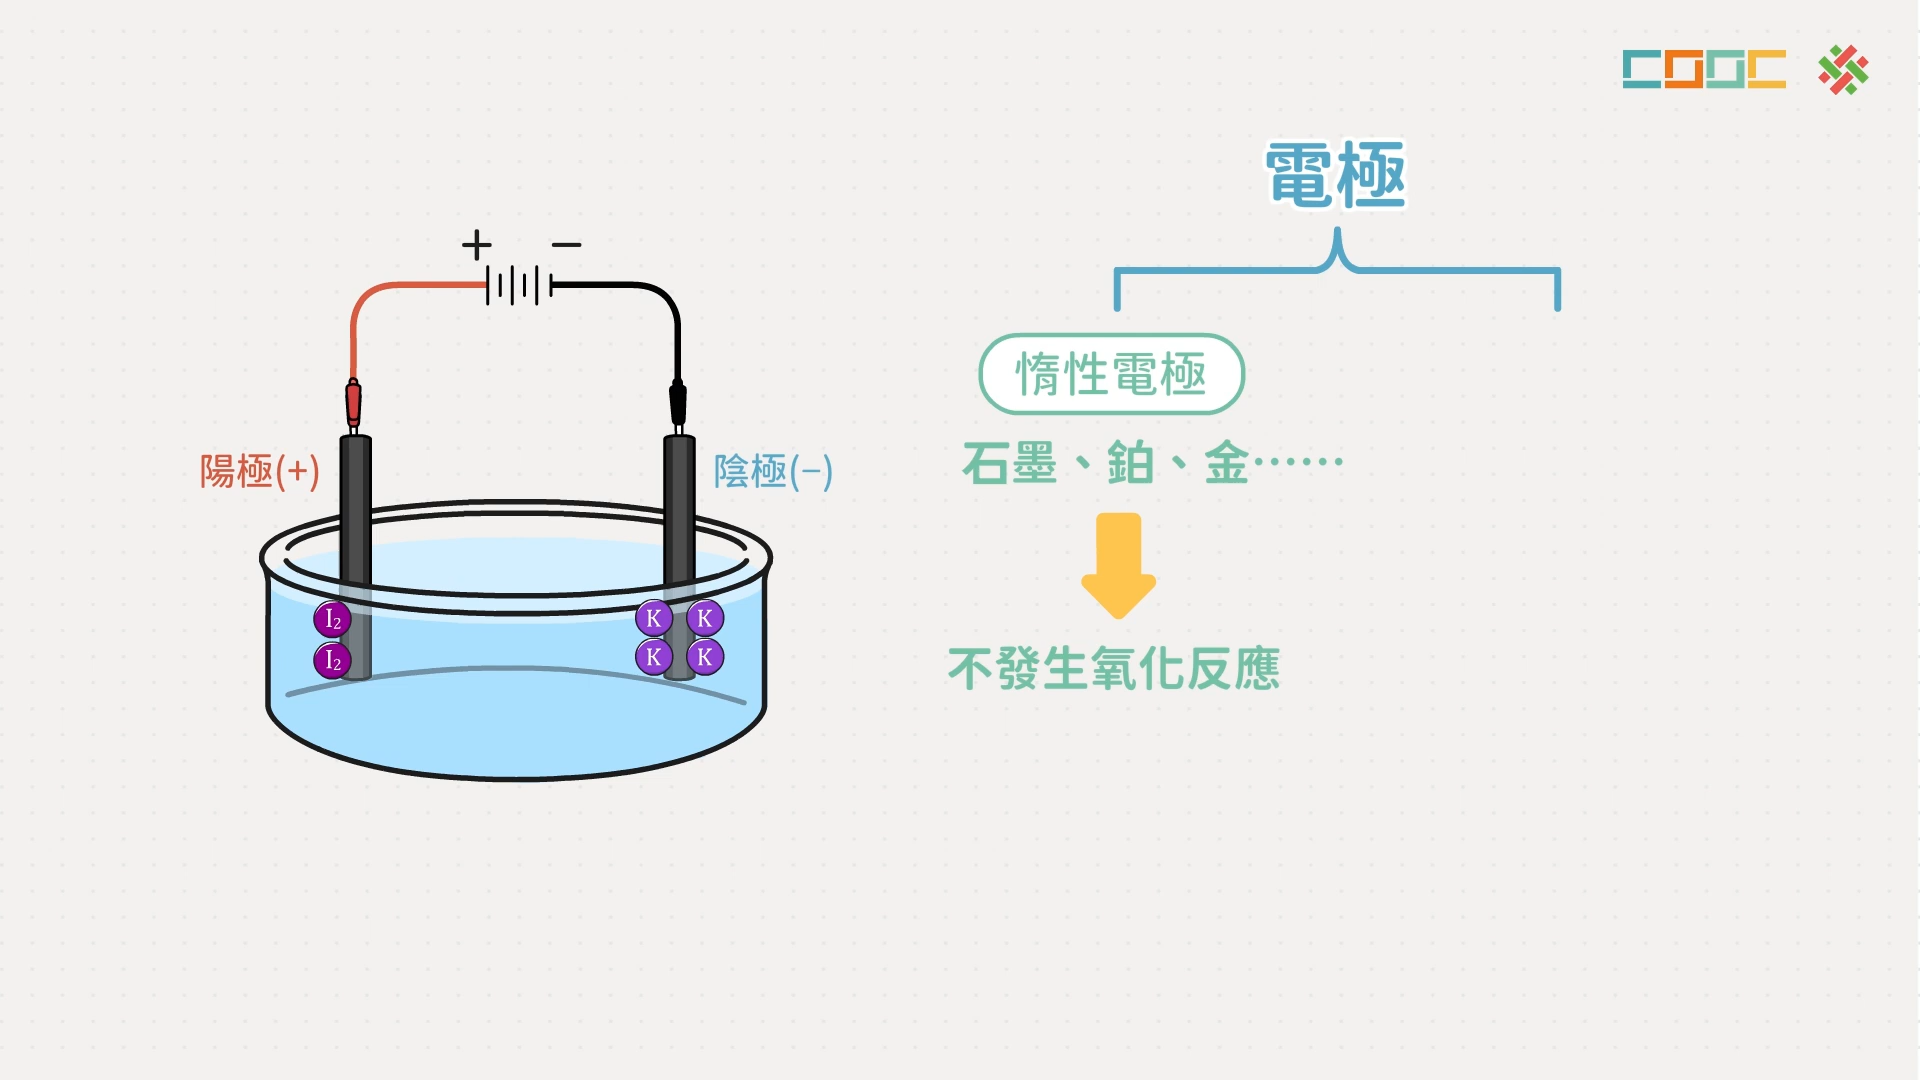 COOC
電極
+ −
惰性電極
陽極(+)
陰極(−)
石墨、鉑、金……
I₂
I₂
K K
K K
不發生氧化反應